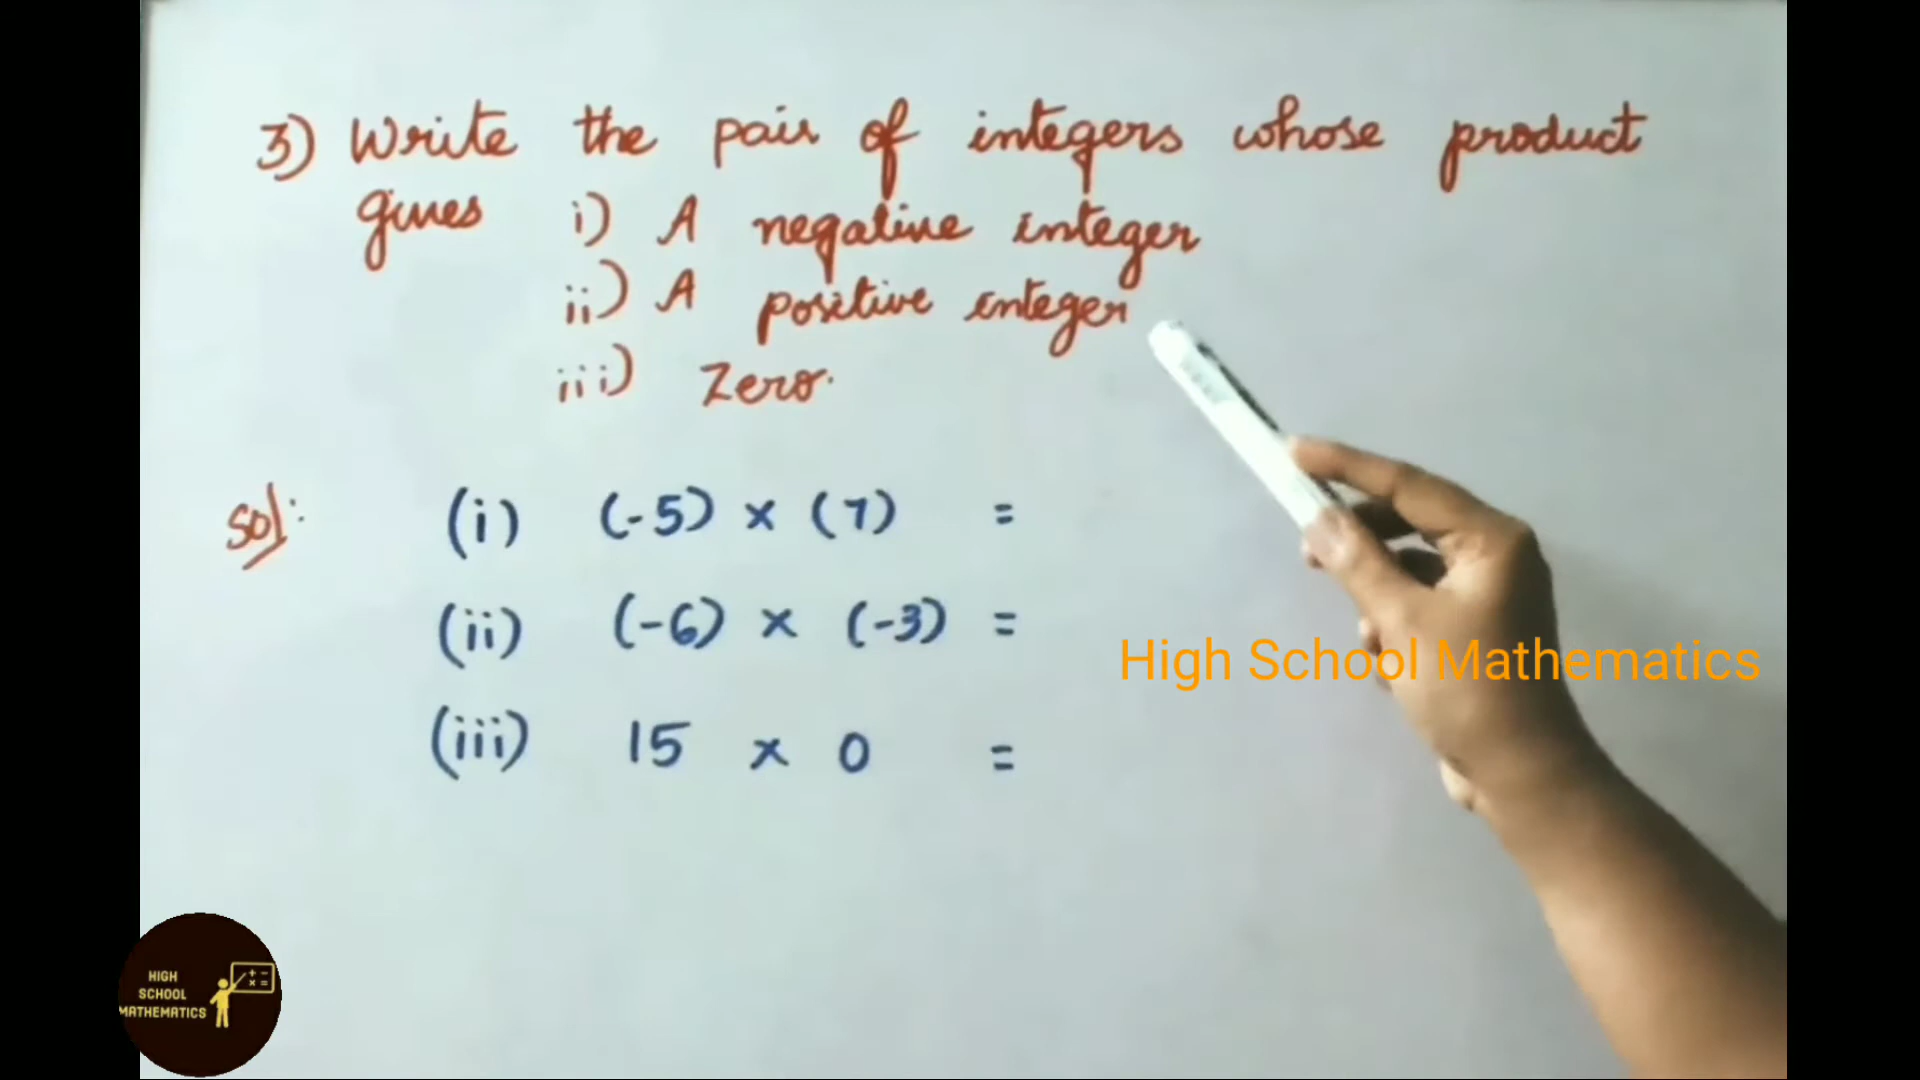 3) Write the pair of integers whose product
gives i) A negative integer
ii) A positive integer
iii) Zero.
Sol:
(i) (-5) × (7) =
(ii) (-6) × (-3) =
(iii) 15 × 0 =
High School Mathematics
HIGH
SCHOOL
MATHEMATICS
+ -
× =